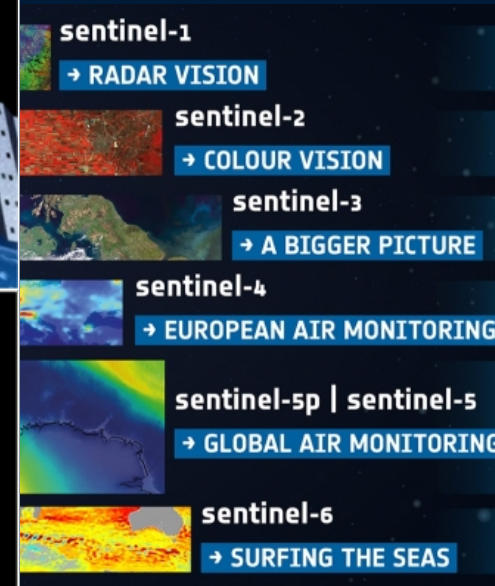 sentinel-1
→ RADAR VISION
sentinel-2
→ COLOUR VISION
sentinel-3
→ A BIGGER PICTURE
sentinel-4
→ EUROPEAN AIR MONITORING
sentinel-5p | sentinel-5
→ GLOBAL AIR MONITORING
sentinel-6
→ SURFING THE SEAS